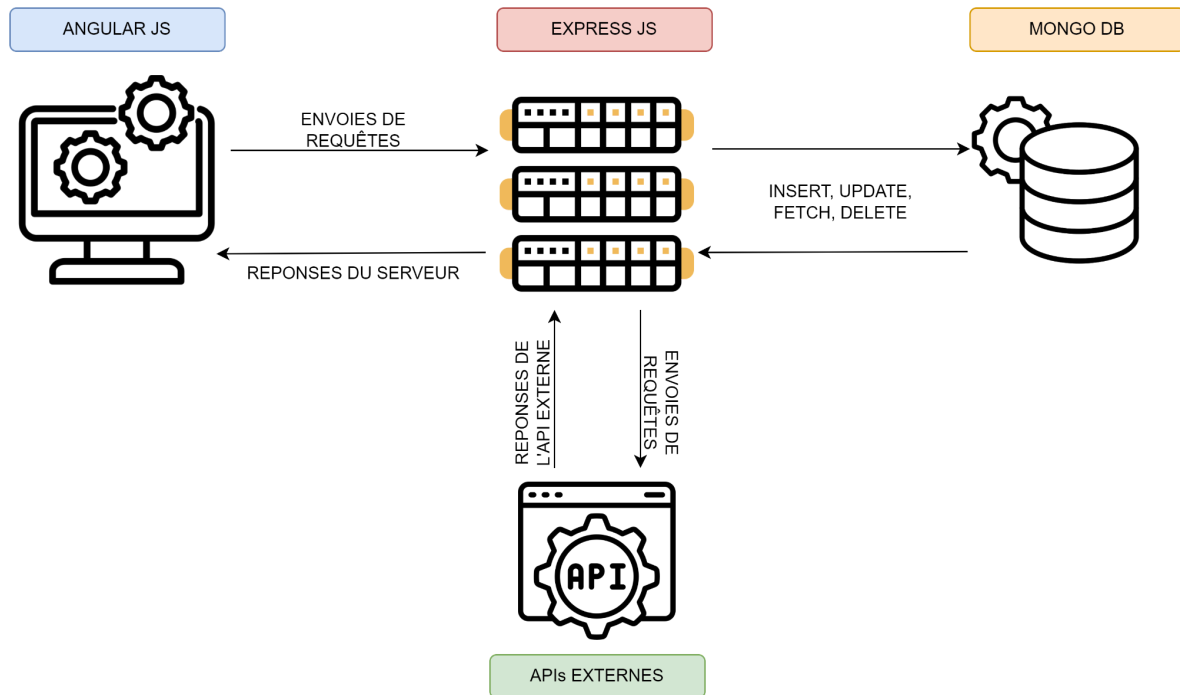 ANGULAR JS
EXPRESS JS
MONGO DB
ENVOIES DE
REQUÊTES
INSERT, UPDATE,
FETCH, DELETE
REPONSES DU SERVEUR
REPONSES DE
L'API EXTERNE
ENVOIES DE
REQUÊTES
API
APIs EXTERNES